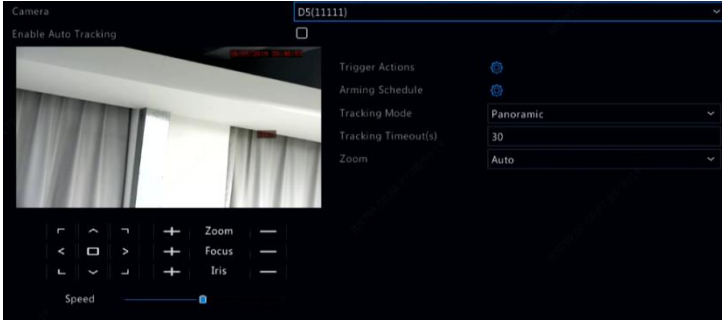 Camera
D5(11111)
Enable Auto Tracking
Trigger Actions
Arming Schedule
Tracking Mode
Panoramic
Tracking Timeout(s)
30
Zoom
Auto
Zoom
Focus
Iris
Speed